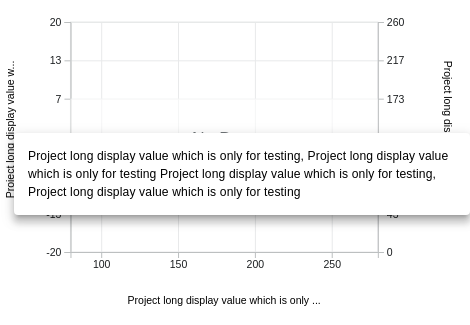 20
260
13
217
7
173
Project long display value w...
Project long dis
Project long display value which is only for testing, Project long display value
which is only for testing Project long display value which is only for testing,
Project long display value which is only for testing
-13
43
-20
0
100
150
200
250
Project long display value which is only ...